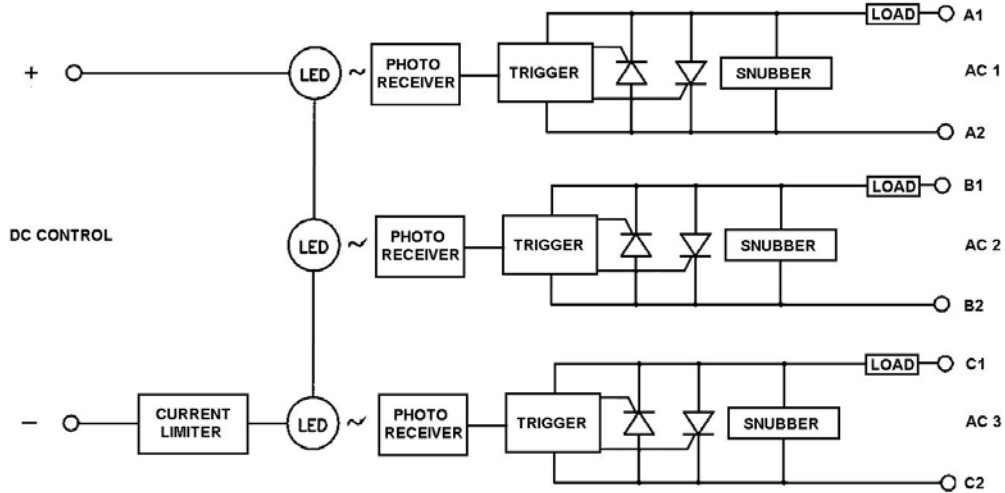 LOAD A1
+ LED ~ PHOTO
RECEIVER
TRIGGER
SNUBBER
AC 1
A2
LOAD B1
DC CONTROL
LED ~ PHOTO
RECEIVER
TRIGGER
SNUBBER
AC 2
B2
LOAD C1
− CURRENT
LIMITER
LED ~ PHOTO
RECEIVER
TRIGGER
SNUBBER
AC 3
C2